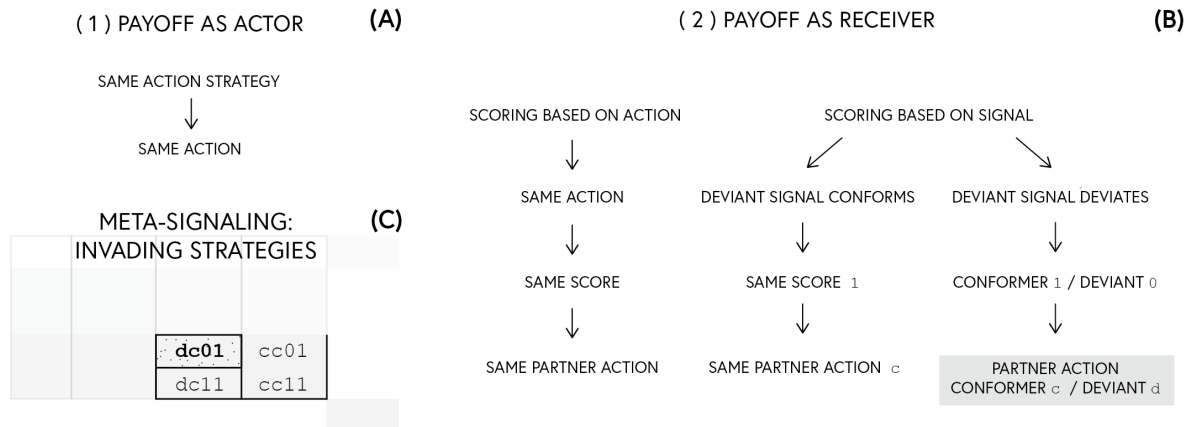 ( 1 ) PAYOFF AS ACTOR
(A)
SAME ACTION STRATEGY
SAME ACTION
META-SIGNALING:
(C)
INVADING STRATEGIES
dc01 cc01
dc11 cc11
( 2 ) PAYOFF AS RECEIVER
(B)
SCORING BASED ON ACTION
SCORING BASED ON SIGNAL
SAME ACTION
DEVIANT SIGNAL CONFORMS
DEVIANT SIGNAL DEVIATES
SAME SCORE
SAME SCORE 1
CONFORMER 1 / DEVIANT 0
SAME PARTNER ACTION
SAME PARTNER ACTION c
PARTNER ACTION
CONFORMER c / DEVIANT d